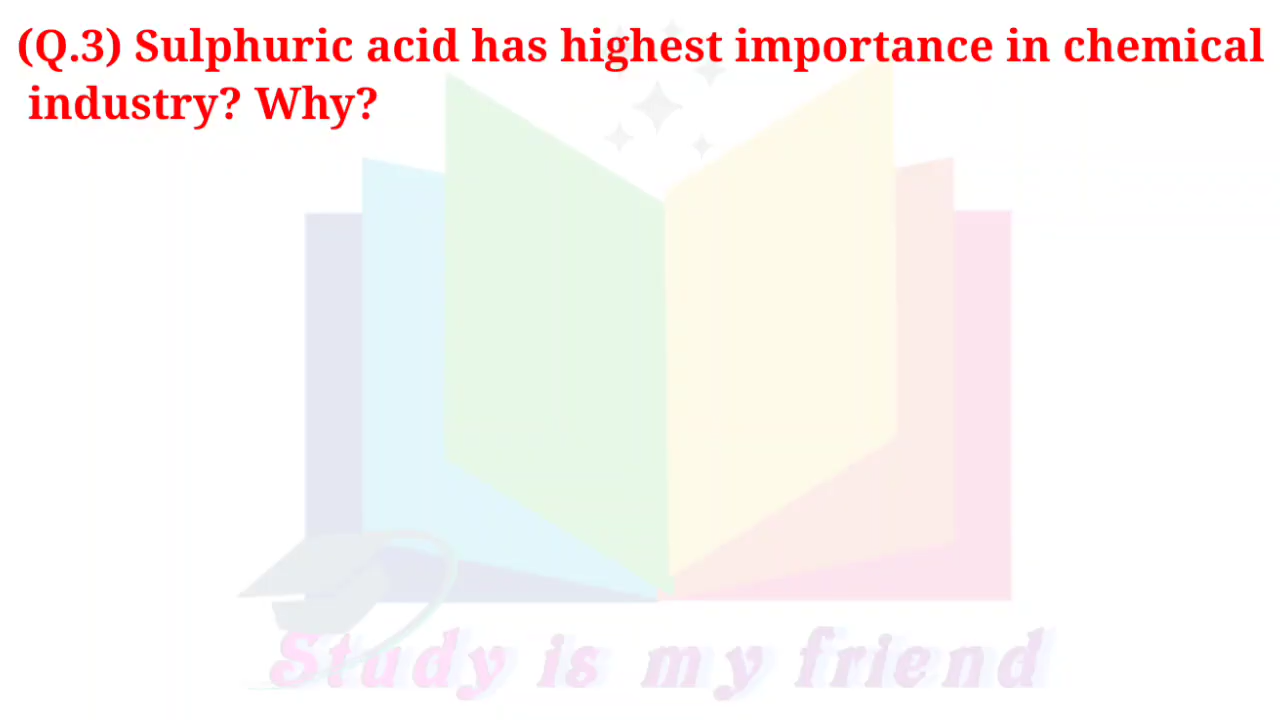 (Q.3) Sulphuric acid has highest importance in chemical
industry? Why?
Study is my friend